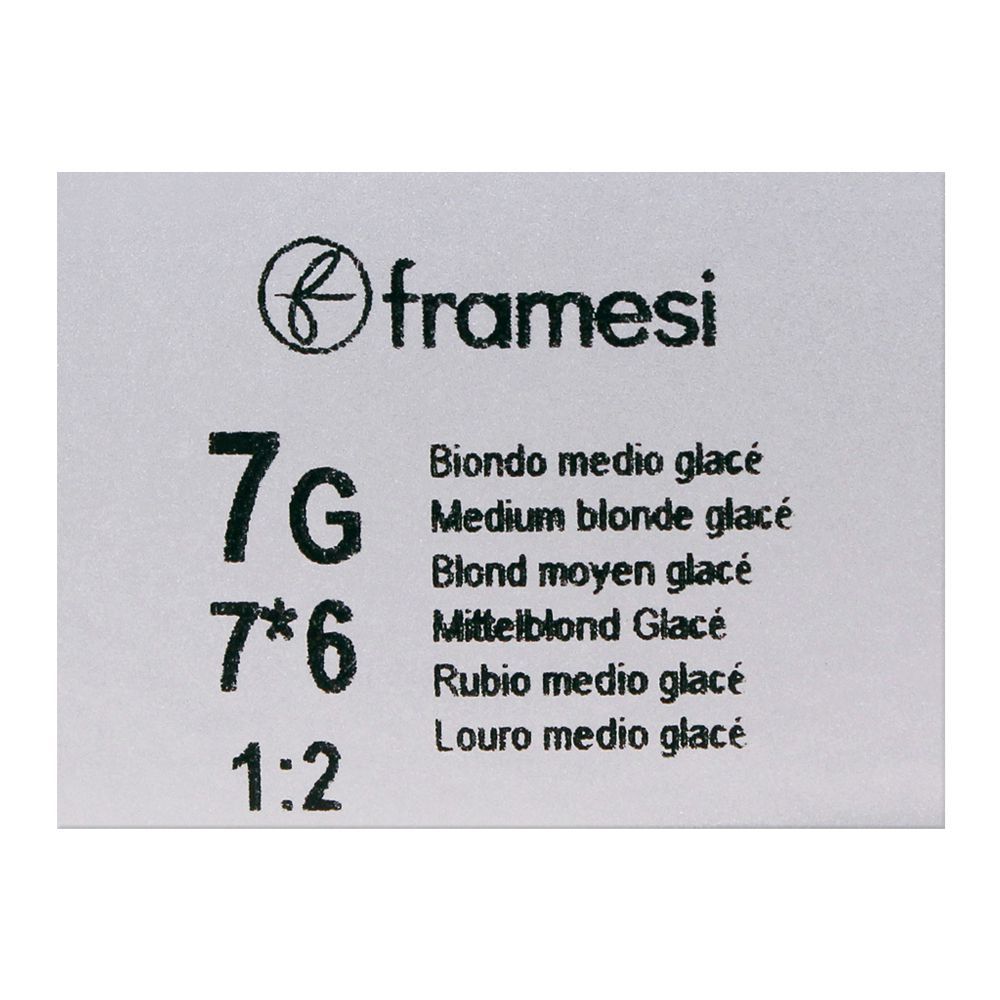 framesi
7G
7*6
1:2
Biondo medio glacé
Medium blonde glacé
Blond moyen glacé
Mittelblond Glacé
Rubio medio glacé
Louro medio glacé